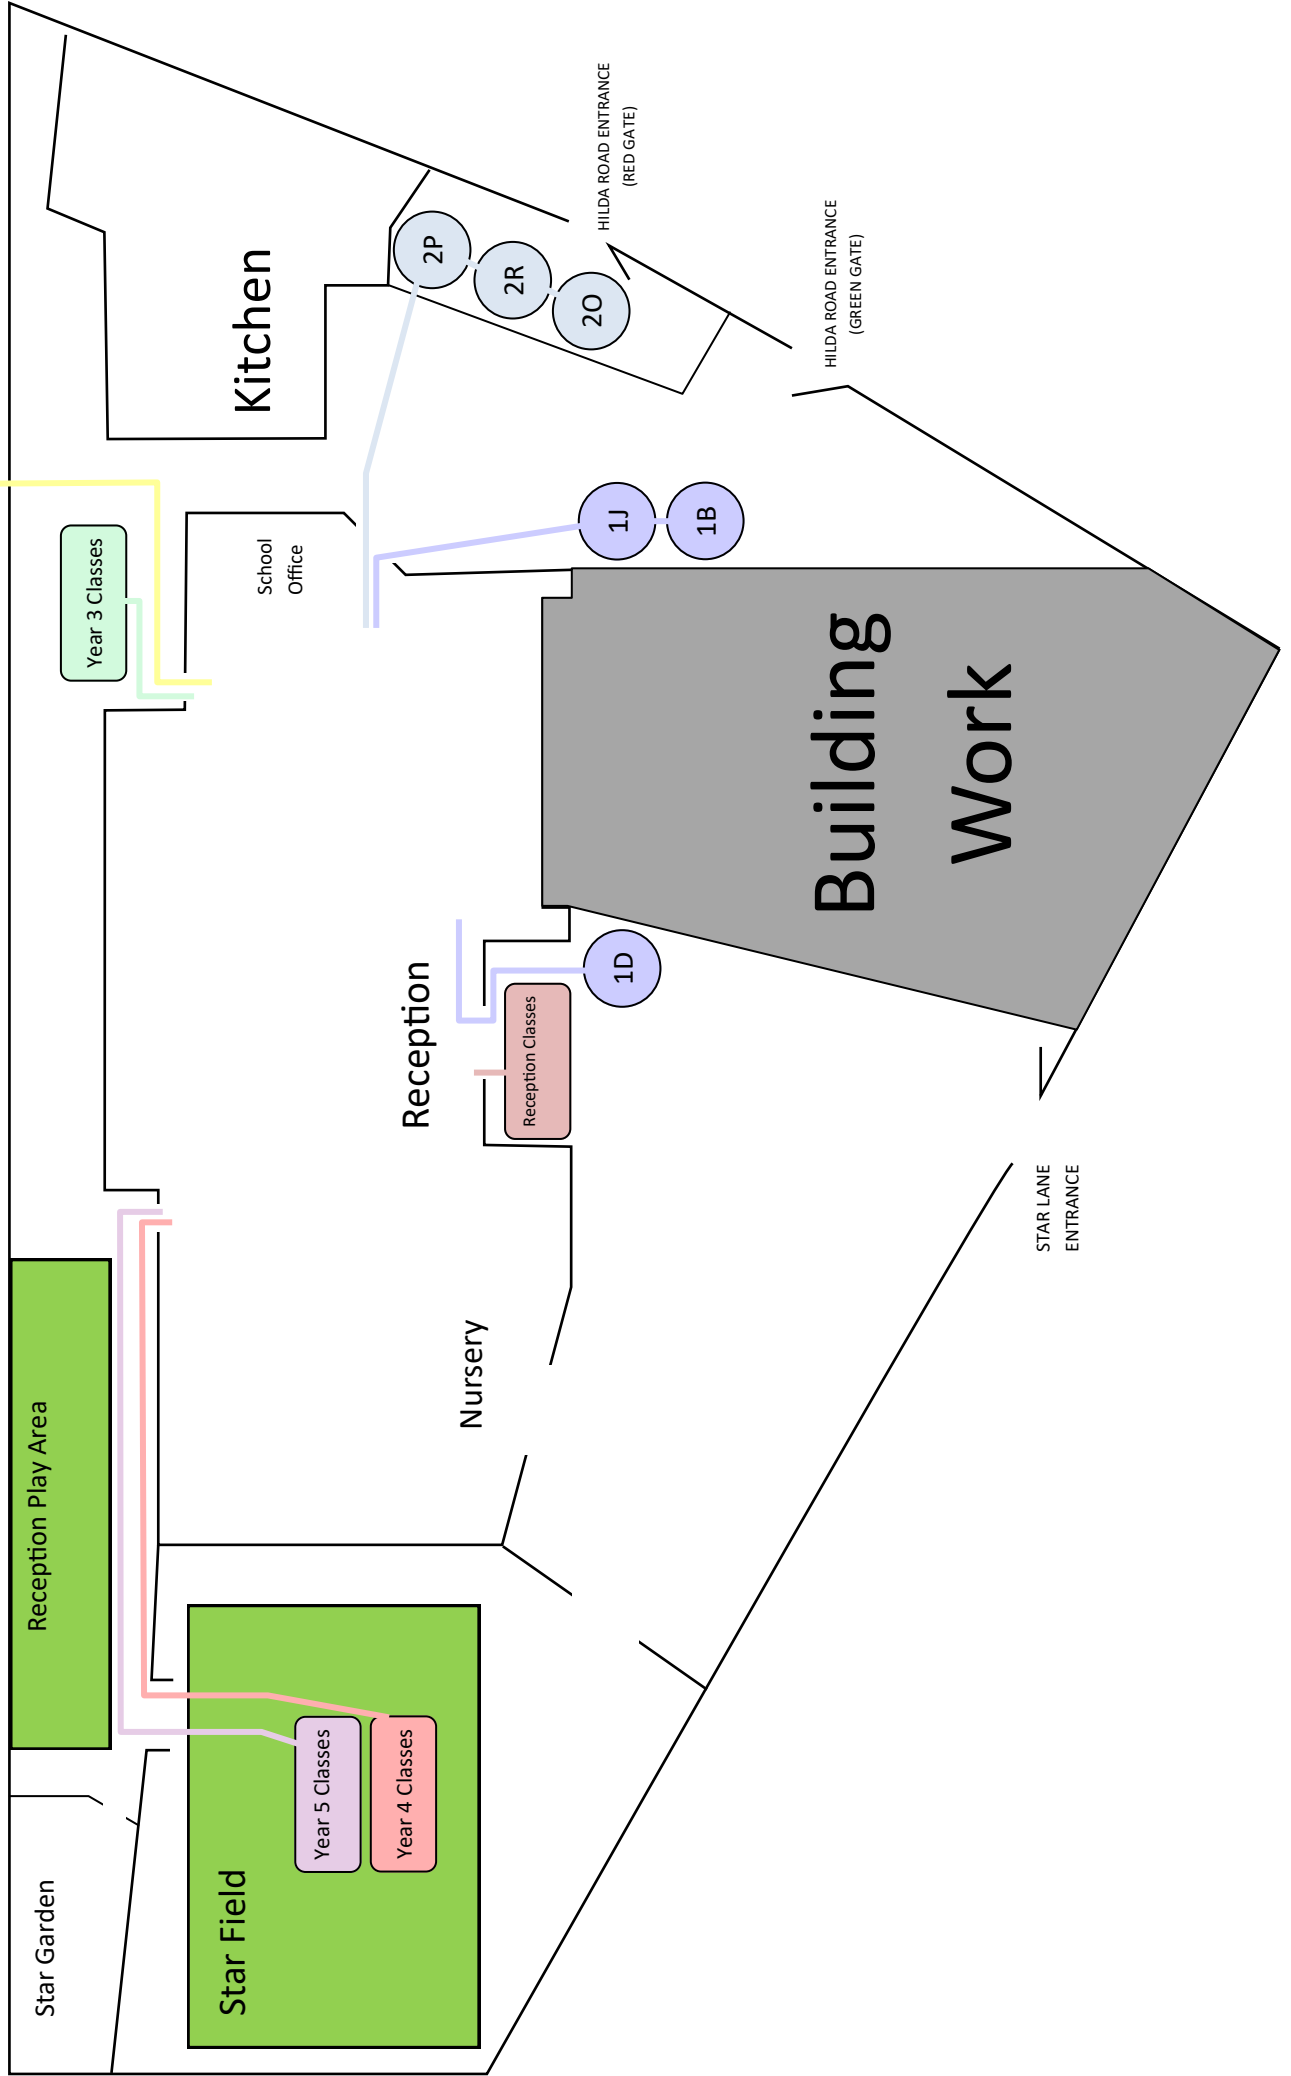 Star Garden
Reception Play Area
Star Field
Year 5 Classes
Year 4 Classes
Nursery
Reception
Reception Classes
1D
Year 3 Classes
School
Office
Kitchen
2P
2R
2O
1J
1B
Building
Work
HILDA ROAD ENTRANCE
(RED GATE)
HILDA ROAD ENTRANCE
(GREEN GATE)
STAR LANE
ENTRANCE